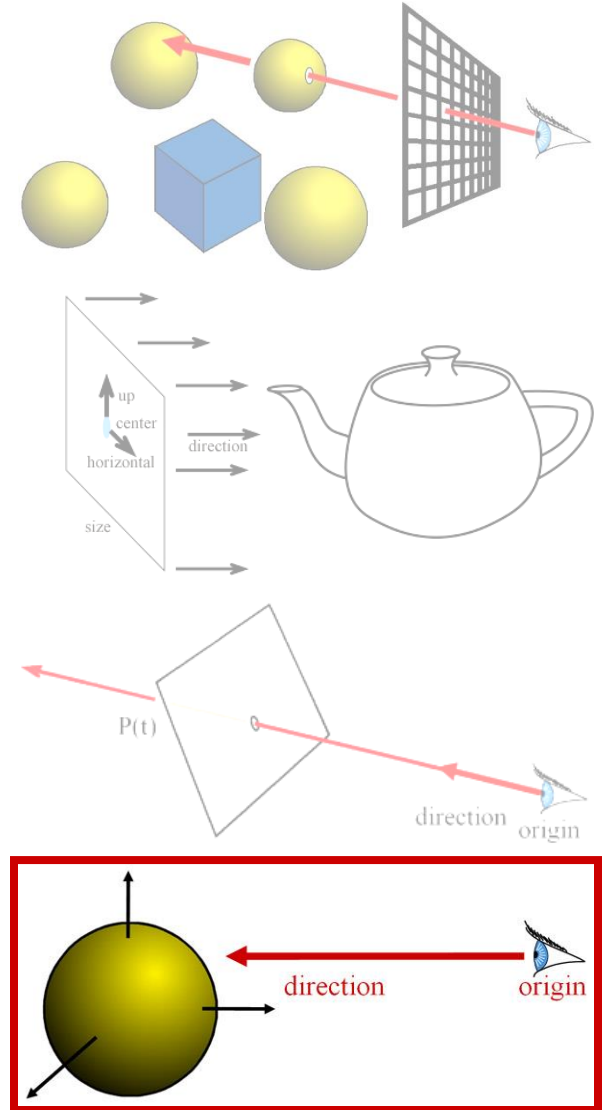 up
center
horizontal
direction
size
P(t)
direction
origin
direction
origin